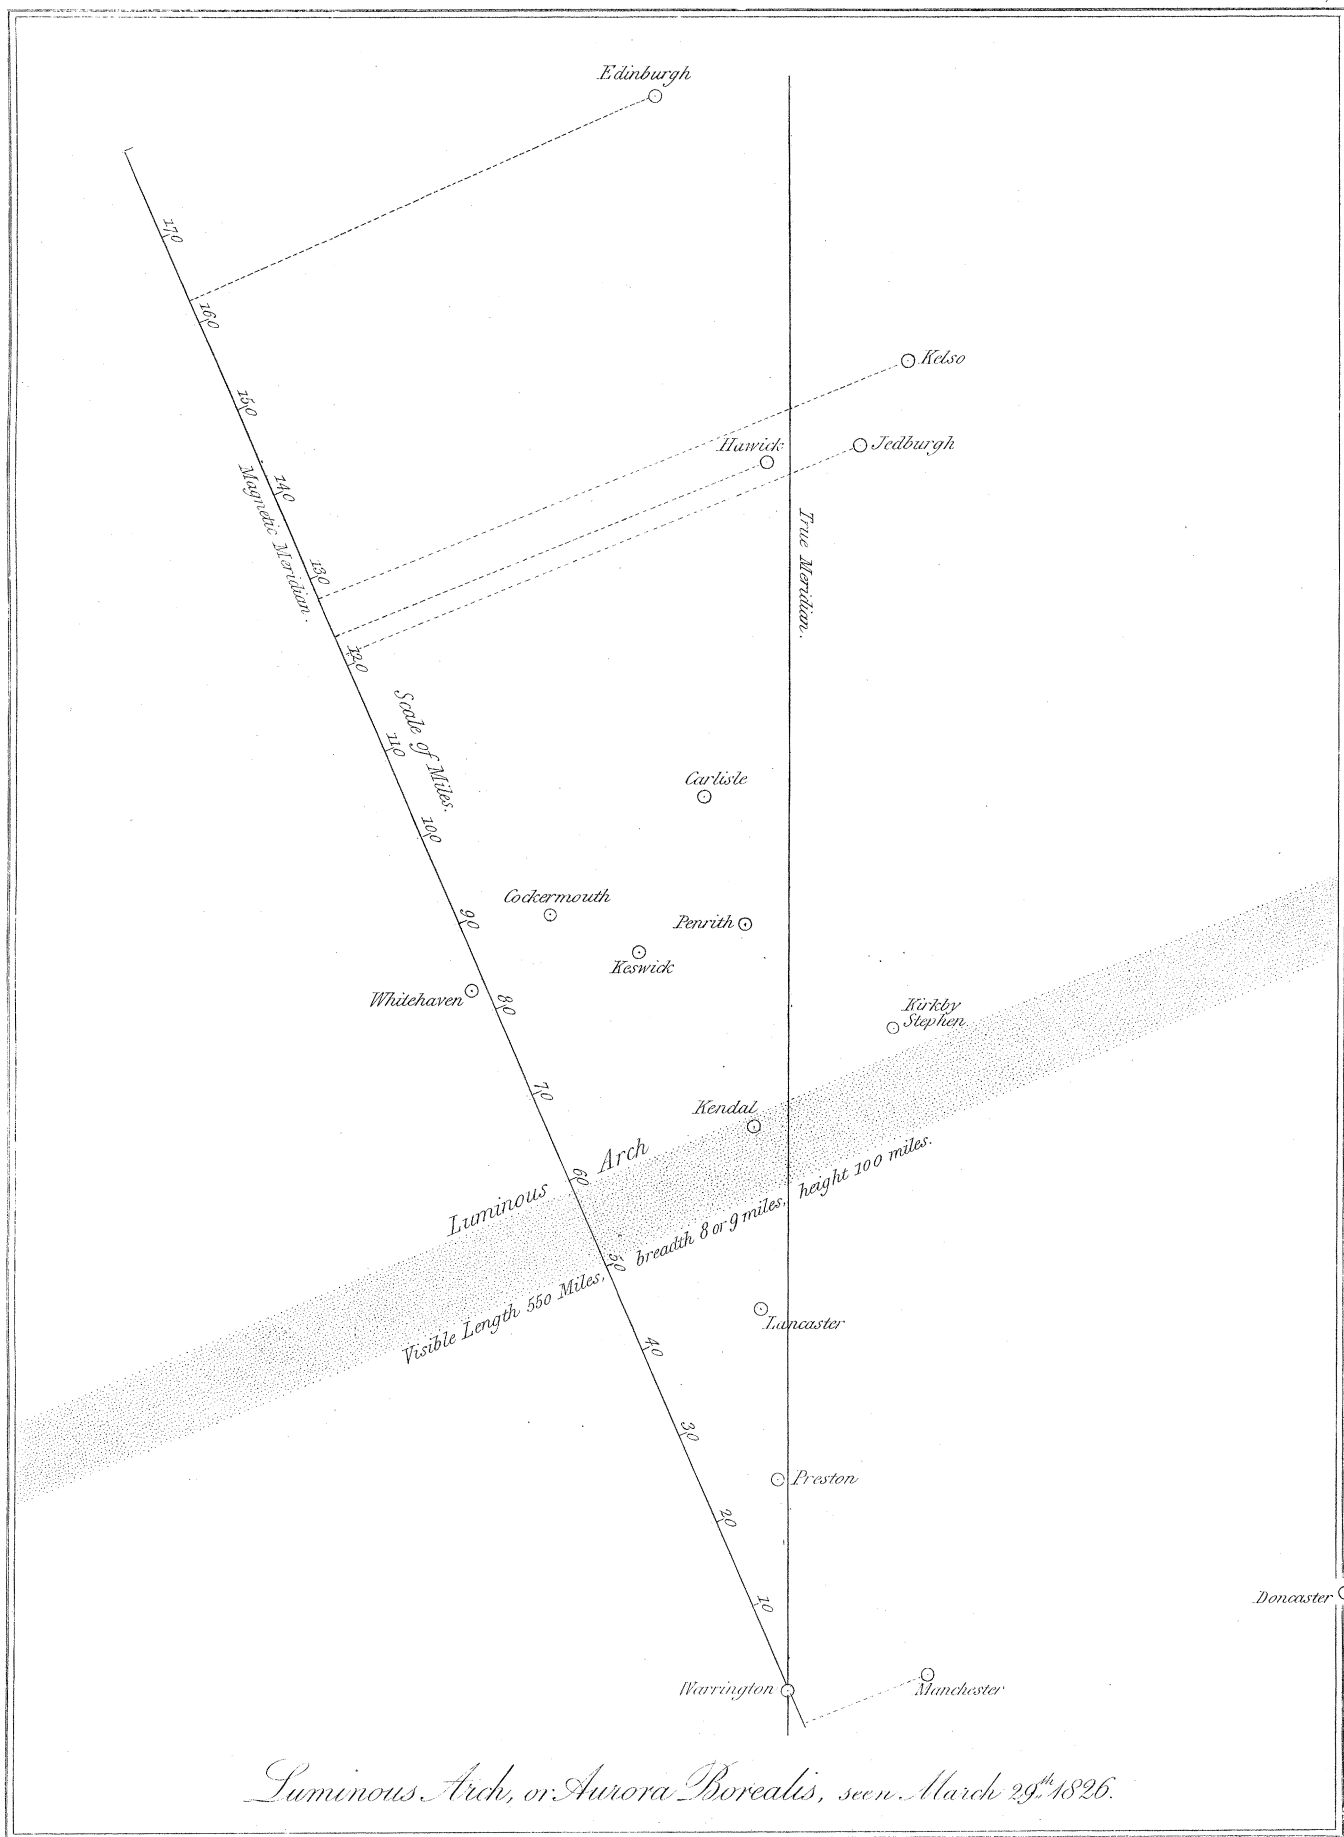 Edinburgh
170
160
Kelso
150
Hawick
Jedburgh
140
Magnetic Meridian.
True Meridian.
130
120
Scale of Miles.
110
Carlisle
100
Cockermouth
90
Penrith
Keswick
Whitehaven
80
Kirkby
Stephen
70
Kendal
60
Luminous Arch
50
Visible Length 550 Miles, breadth 8 or 9 miles, height 100 miles.
Lancaster
40
30
Preston
20
10
Doncaster
Warrington
Manchester
Luminous Arch, or Aurora Borealis, seen March 29.th 1826.